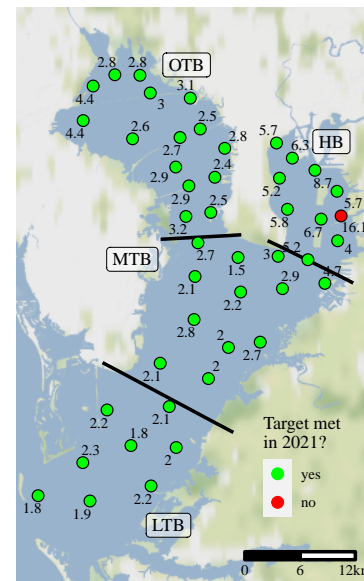 OTB
2.8 2.8
4.4 3 3.1
4.4 2.6 2.7 2.5 2.8
2.9 2.4
2.9
3.2 2.5
HB
5.7 6.3
5.2 8.7
5.7
5.8 6.7 16.1
4
MTB
2.7 1.5 3 5.2
2.1 2.2 2.9 4.7
2.8
2 2.7
2.1 2
2.2 2.1
2.3 1.8 2
1.8 1.9 2.2
LTB
Target met
in 2021?
yes
no
0 6 12km